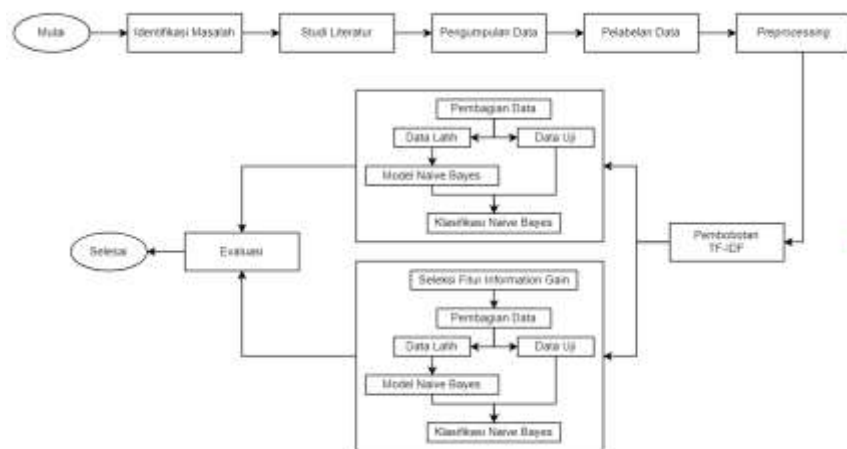 Mulai
Identifikasi Masalah
Studi Literatur
Pengumpulan Data
Pelabelan Data
Preprocessing
Pembobotan
TF-IDF
Pembagian Data
Data Latih
Data Uji
Model Naive Bayes
Klasifikasi Naive Bayes
Seleksi Fitur Information Gain
Pembagian Data
Data Latih
Data Uji
Model Naive Bayes
Klasifikasi Naive Bayes
Evaluasi
Selesai